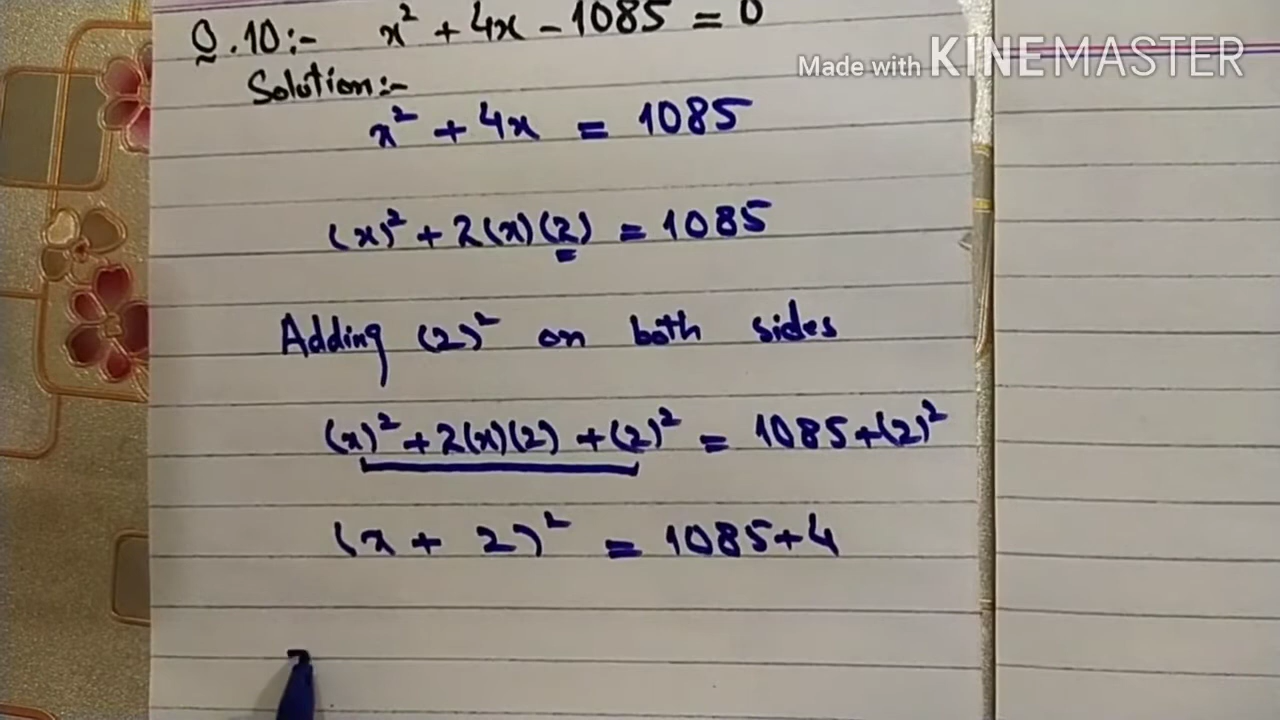 Q.10:- x² + 4x - 1085 = 0
Made with KINEMASTER
Solution:-
x² + 4x = 1085
(x)² + 2(x)(2) = 1085
Adding (2)² on both sides
(x)² + 2(x)(2) + (2)² = 1085+(2)²
(x + 2)² = 1085+4